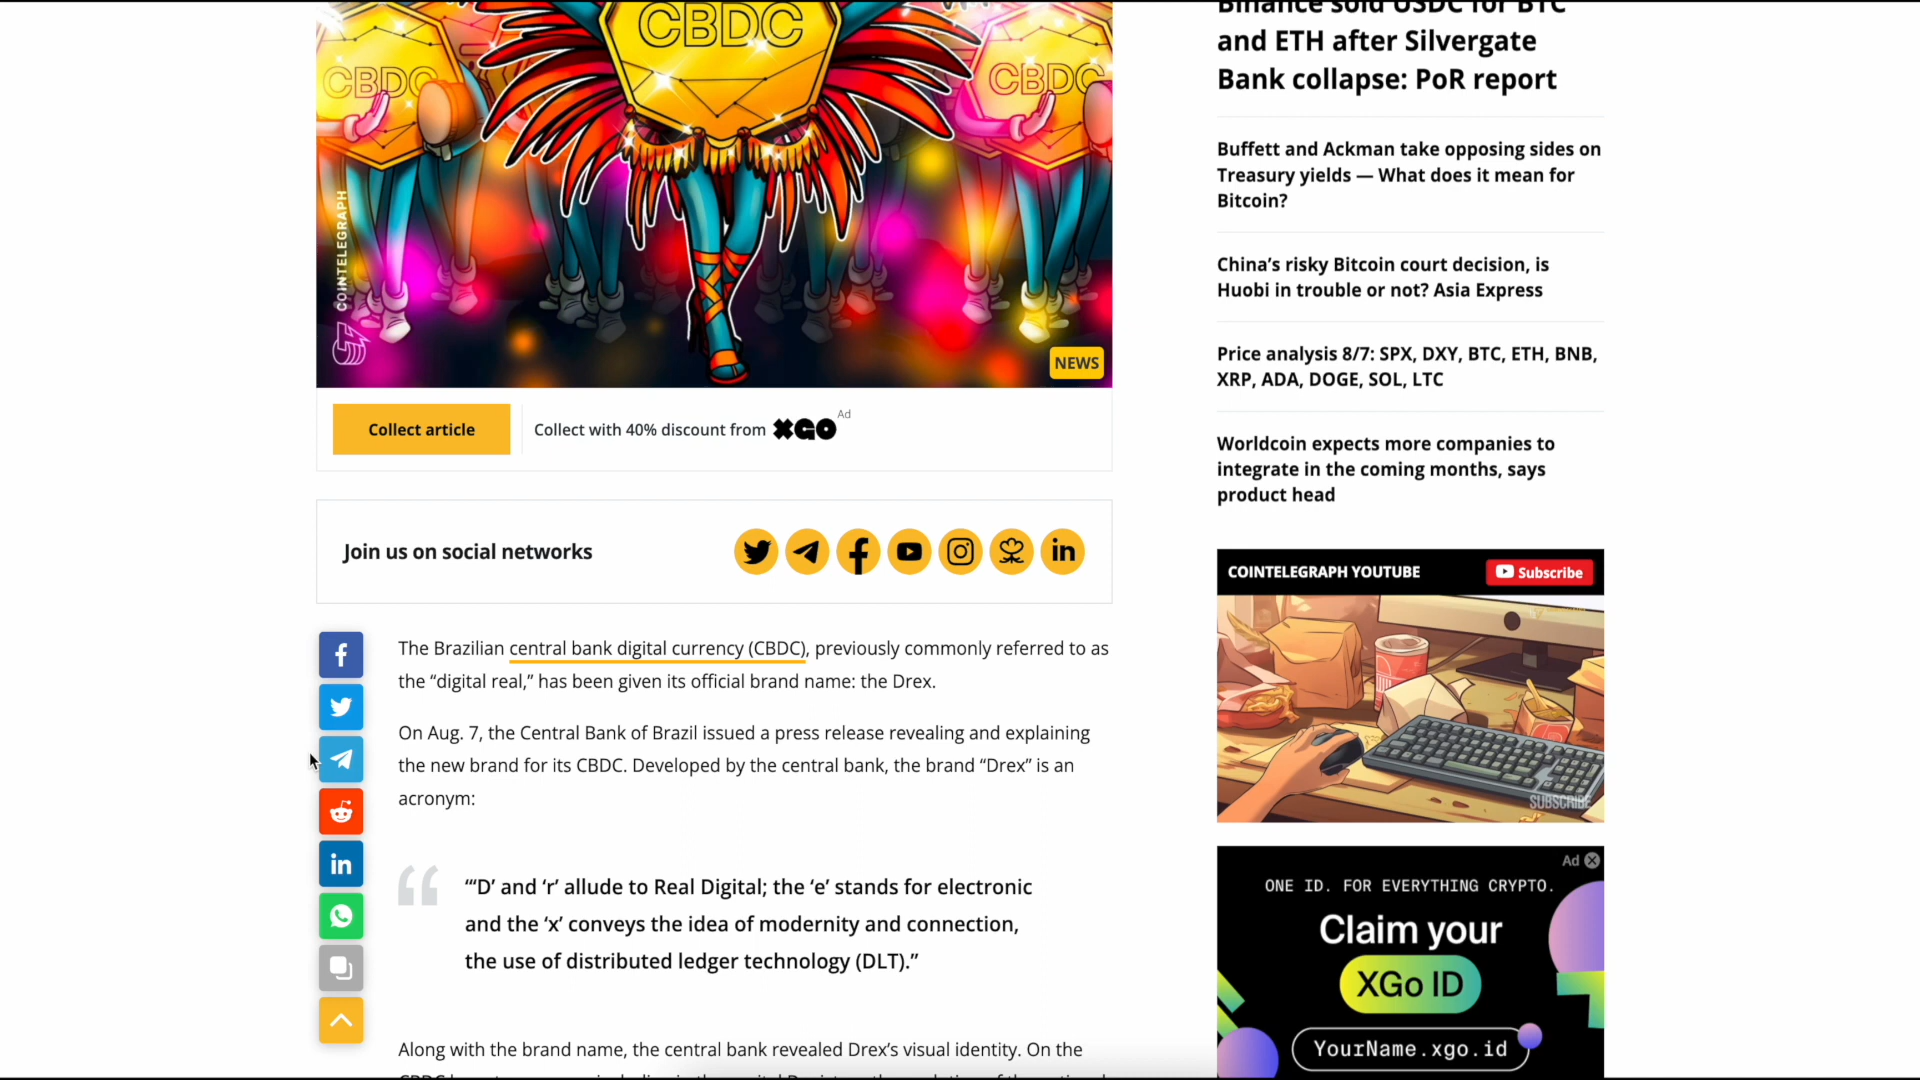 CBDC
CBDC
CBDC
COINTELEGRAPH
NEWS
Collect article
Collect with 40% discount from XGO
Ad
Join us on social networks
The Brazilian central bank digital currency (CBDC), previously commonly referred to as
the “digital real,” has been given its official brand name: the Drex.
On Aug. 7, the Central Bank of Brazil issued a press release revealing and explaining
the new brand for its CBDC. Developed by the central bank, the brand “Drex” is an
acronym:
“‘D’ and ‘r’ allude to Real Digital; the ‘e’ stands for electronic
and the ‘x’ conveys the idea of modernity and connection,
the use of distributed ledger technology (DLT).”
Along with the brand name, the central bank revealed Drex’s visual identity. On the
Binance sold USDC for BTC
and ETH after Silvergate
Bank collapse: PoR report
Buffett and Ackman take opposing sides on
Treasury yields — What does it mean for
Bitcoin?
China’s risky Bitcoin court decision, is
Huobi in trouble or not? Asia Express
Price analysis 8/7: SPX, DXY, BTC, ETH, BNB,
XRP, ADA, DOGE, SOL, LTC
Worldcoin expects more companies to
integrate in the coming months, says
product head
COINTELEGRAPH YOUTUBE
Subscribe
SUBSCRIBE
Ad
ONE ID. FOR EVERYTHING CRYPTO.
Claim your
XGo ID
YourName.xgo.id